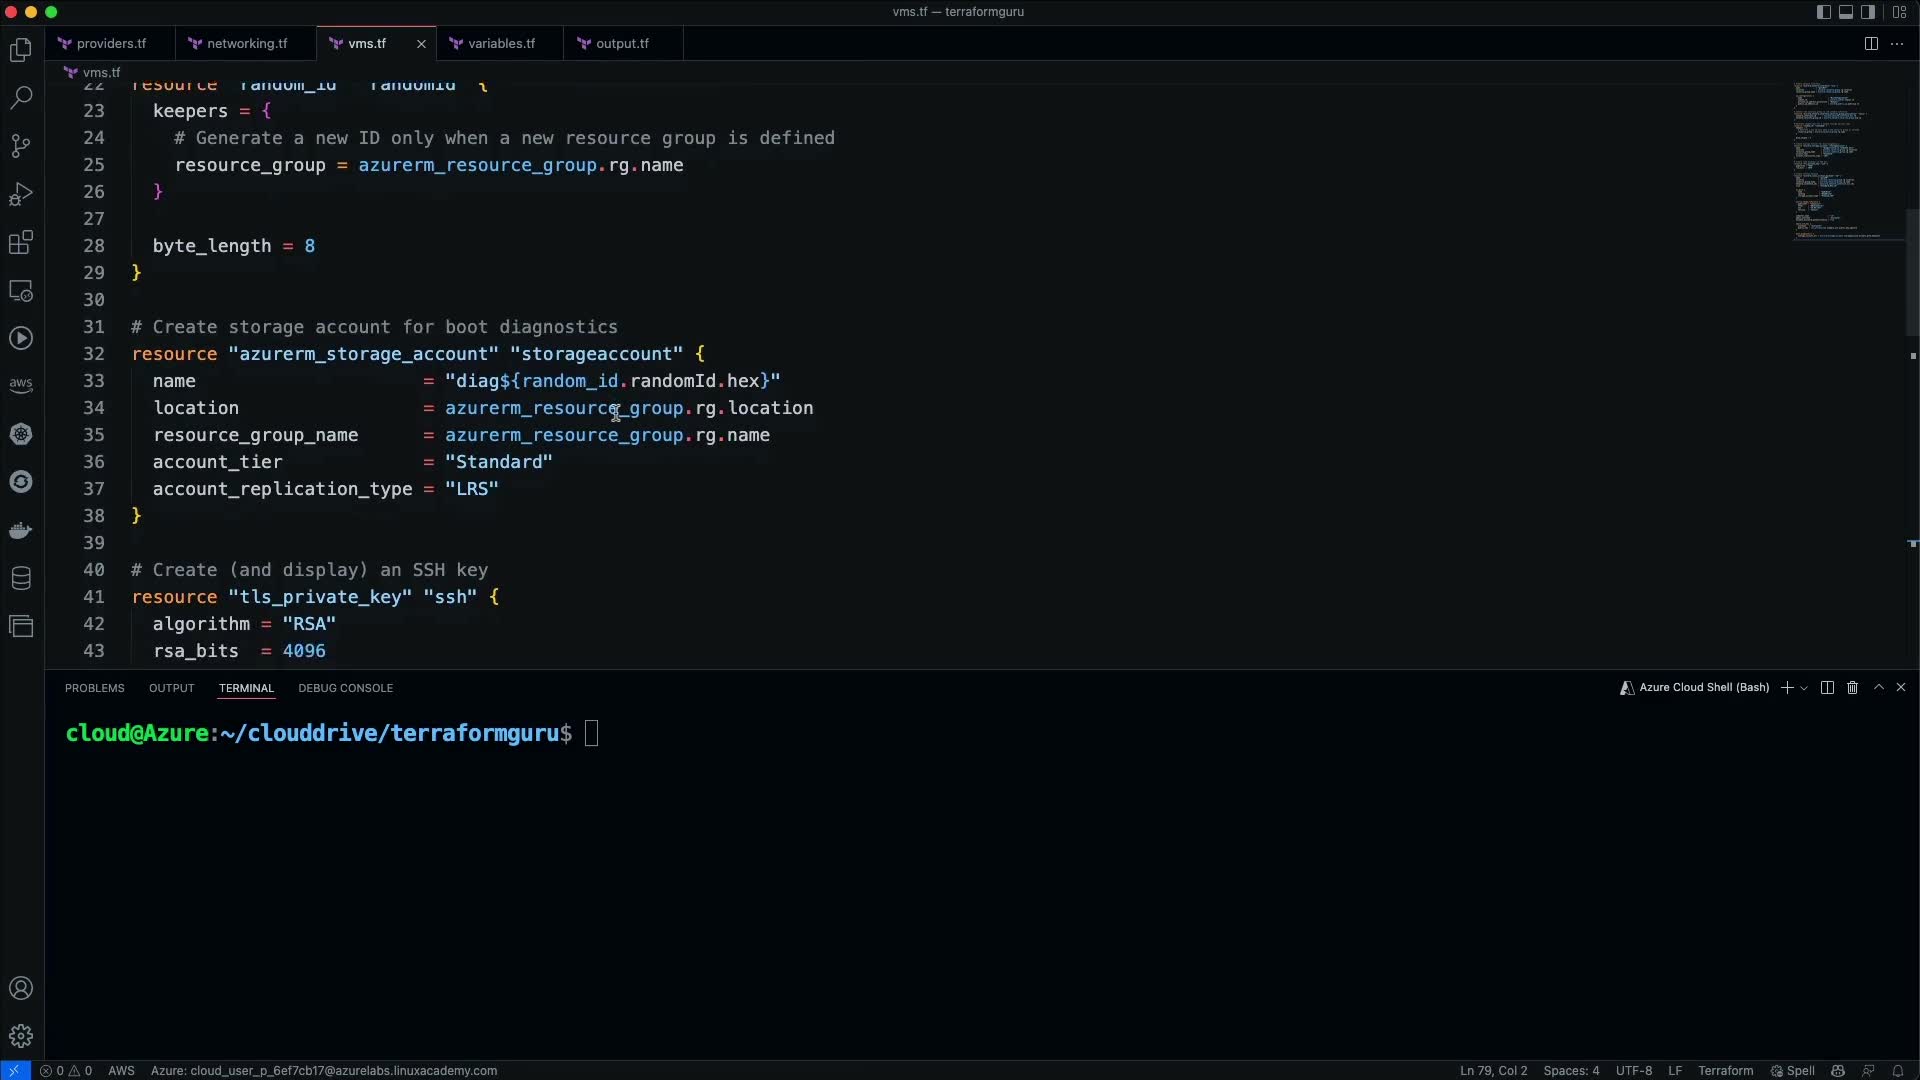 vms.tf — terraformguru
providers.tf
networking.tf
vms.tf
variables.tf
output.tf
vms.tf
22 resource "random_id" "randomId" {
23 keepers = {
24 # Generate a new ID only when a new resource group is defined
25 resource_group = azurerm_resource_group.rg.name
26 }
27
28 byte_length = 8
29 }
30
31 # Create storage account for boot diagnostics
32 resource "azurerm_storage_account" "storageaccount" {
33 name = "diag${random_id.randomId.hex}"
34 location = azurerm_resource_group.rg.location
35 resource_group_name = azurerm_resource_group.rg.name
36 account_tier = "Standard"
37 account_replication_type = "LRS"
38 }
39
40 # Create (and display) an SSH key
41 resource "tls_private_key" "ssh" {
42 algorithm = "RSA"
43 rsa_bits = 4096
PROBLEMS OUTPUT TERMINAL DEBUG CONSOLE
Azure Cloud Shell (Bash)
cloud@Azure:~/clouddrive/terraformguru$
aws
0 0 AWS Azure: cloud_user_p_6ef7cb17@azurelabs.linuxacademy.com
Ln 79, Col 2 Spaces: 4 UTF-8 LF Terraform Spell